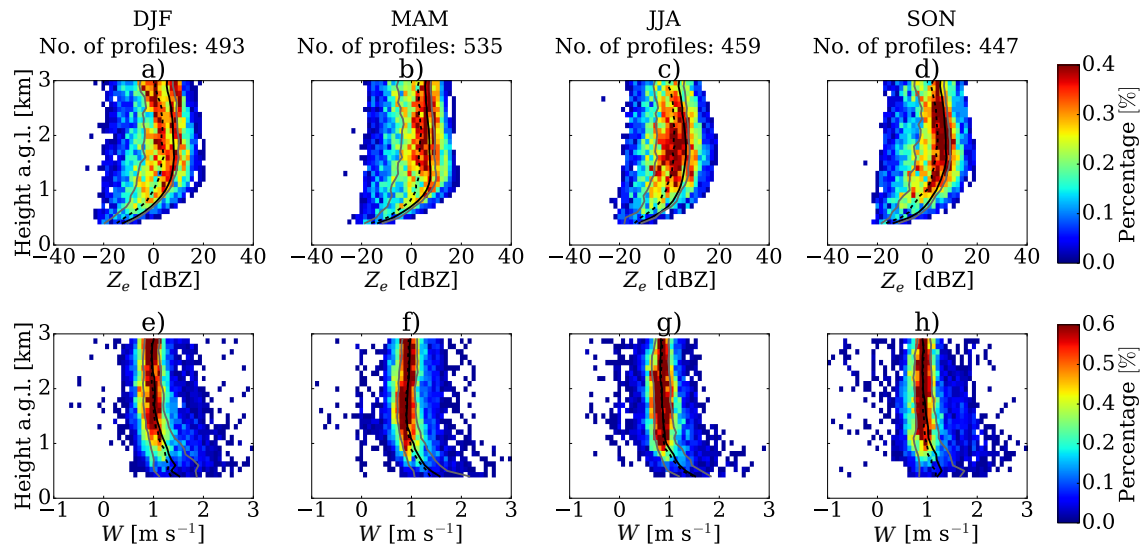 DJF MAM JJA SON
No. of profiles: 493 No. of profiles: 535 No. of profiles: 459 No. of profiles: 447
a) b) c) d)
Height a.g.l. [km]
3
2
1
0
−40 −20 0 20 40 −40 −20 0 20 40 −40 −20 0 20 40 −40 −20 0 20 40
Z_e [dBZ] Z_e [dBZ] Z_e [dBZ] Z_e [dBZ]
0.4
0.3
0.2
0.1
0.0
Percentage [%]
e) f) g) h)
Height a.g.l. [km]
3
2
1
0
−1 0 1 2 3 −1 0 1 2 3 −1 0 1 2 3 −1 0 1 2 3
W [m s⁻¹] W [m s⁻¹] W [m s⁻¹] W [m s⁻¹]
0.6
0.5
0.4
0.3
0.2
0.1
0.0
Percentage [%]